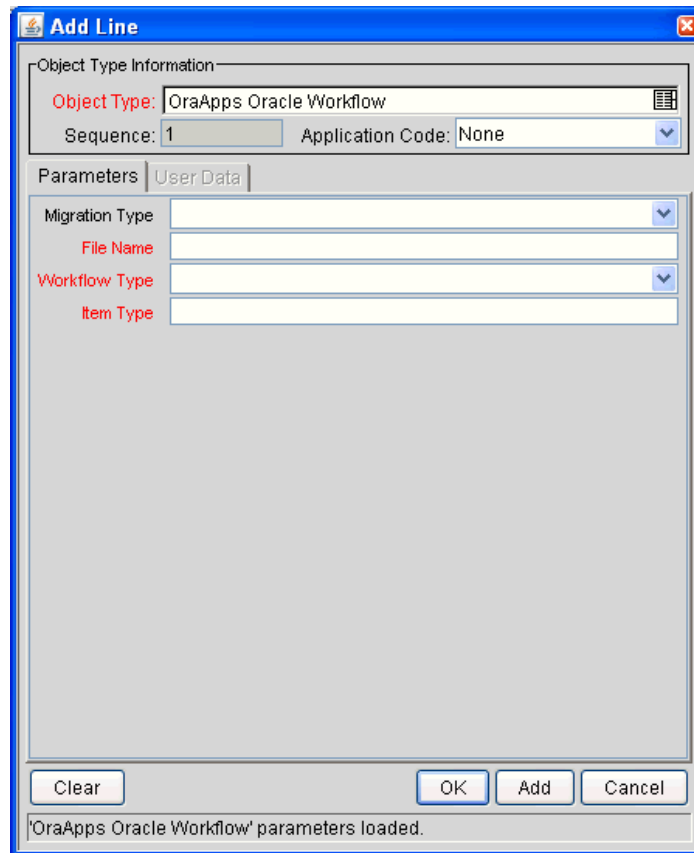 Add Line
Object Type Information
Object Type: OraApps Oracle Workflow
Sequence: 1 Application Code: None
Parameters User Data
Migration Type
File Name
Workflow Type
Item Type
Clear OK Add Cancel
'OraApps Oracle Workflow' parameters loaded.